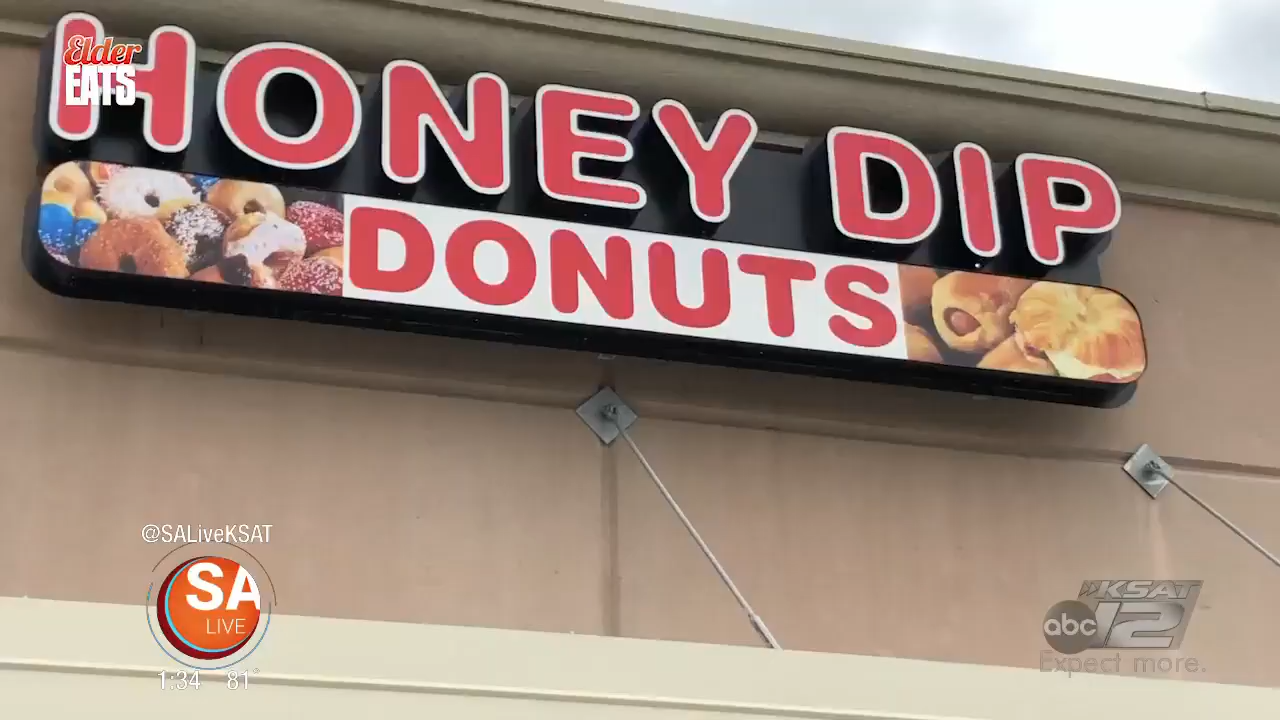 Elder
EATS
HONEY DIP
DONUTS
@SALiveKSAT
SA
LIVE
1:34 81°
KSAT
abc 12
Expect more.